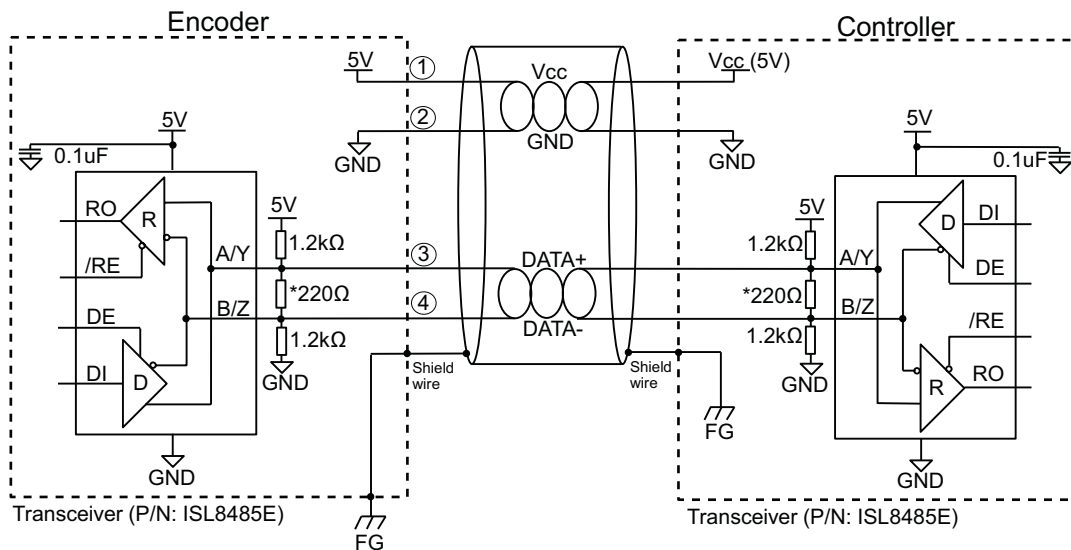 Encoder
Controller
5V
①
Vcc
Vcc (5V)
②
GND
GND
GND
5V
0.1uF
5V
0.1uF
RO
R
/RE
DE
DI
D
A/Y
B/Z
5V
1.2kΩ
*220Ω
1.2kΩ
GND
③
④
DATA+
DATA-
5V
1.2kΩ
*220Ω
1.2kΩ
GND
A/Y
B/Z
D
DI
DE
/RE
R
RO
Shield
wire
Shield
wire
FG
GND
GND
FG
Transceiver (P/N: ISL8485E)
Transceiver (P/N: ISL8485E)